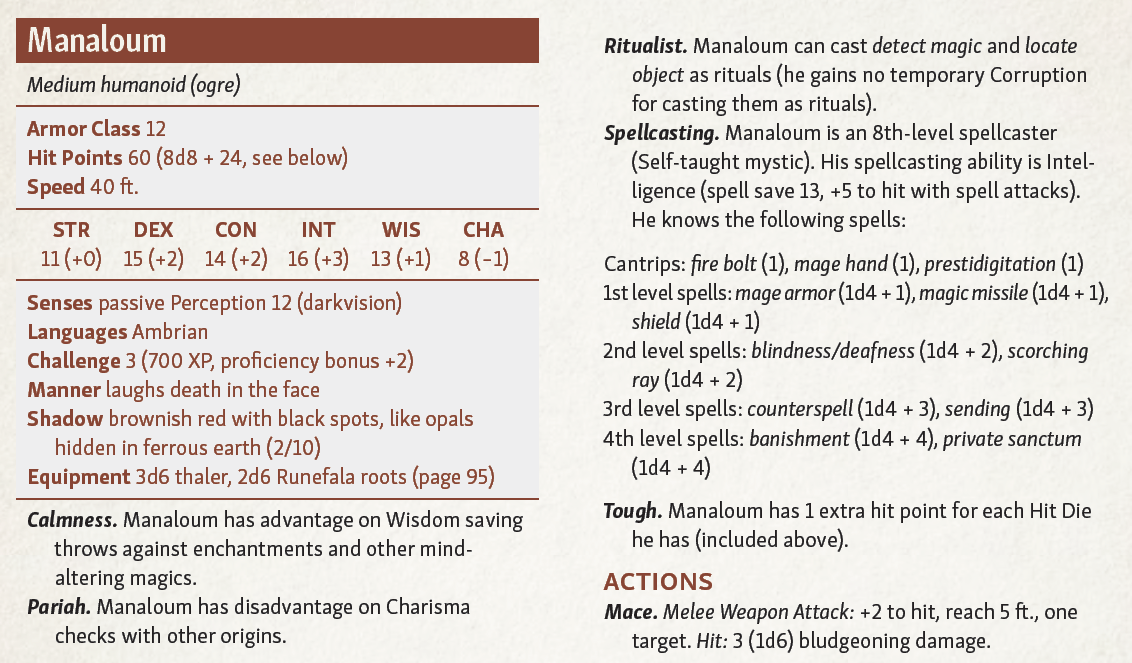 Manaloum
Medium humanoid (ogre)
Armor Class 12
Hit Points 60 (8d8 + 24, see below)
Speed 40 ft.
STR DEX CON INT WIS CHA
11 (+0) 15 (+2) 14 (+2) 16 (+3) 13 (+1) 8 (−1)
Senses passive Perception 12 (darkvision)
Languages Ambrian
Challenge 3 (700 XP, proficiency bonus +2)
Manner laughs death in the face
Shadow brownish red with black spots, like opals
hidden in ferrous earth (2/10)
Equipment 3d6 thaler, 2d6 Runefala roots (page 95)
Calmness. Manaloum has advantage on Wisdom saving
throws against enchantments and other mind-
altering magics.
Pariah. Manaloum has disadvantage on Charisma
checks with other origins.
Ritualist. Manaloum can cast detect magic and locate
object as rituals (he gains no temporary Corruption
for casting them as rituals).
Spellcasting. Manaloum is an 8th-level spellcaster
(Self-taught mystic). His spellcasting ability is Intel-
ligence (spell save 13, +5 to hit with spell attacks).
He knows the following spells:
Cantrips: fire bolt (1), mage hand (1), prestidigitation (1)
1st level spells: mage armor (1d4 + 1), magic missile (1d4 + 1),
shield (1d4 + 1)
2nd level spells: blindness/deafness (1d4 + 2), scorching
ray (1d4 + 2)
3rd level spells: counterspell (1d4 + 3), sending (1d4 + 3)
4th level spells: banishment (1d4 + 4), private sanctum
(1d4 + 4)
Tough. Manaloum has 1 extra hit point for each Hit Die
he has (included above).
ACTIONS
Mace. Melee Weapon Attack: +2 to hit, reach 5 ft., one
target. Hit: 3 (1d6) bludgeoning damage.